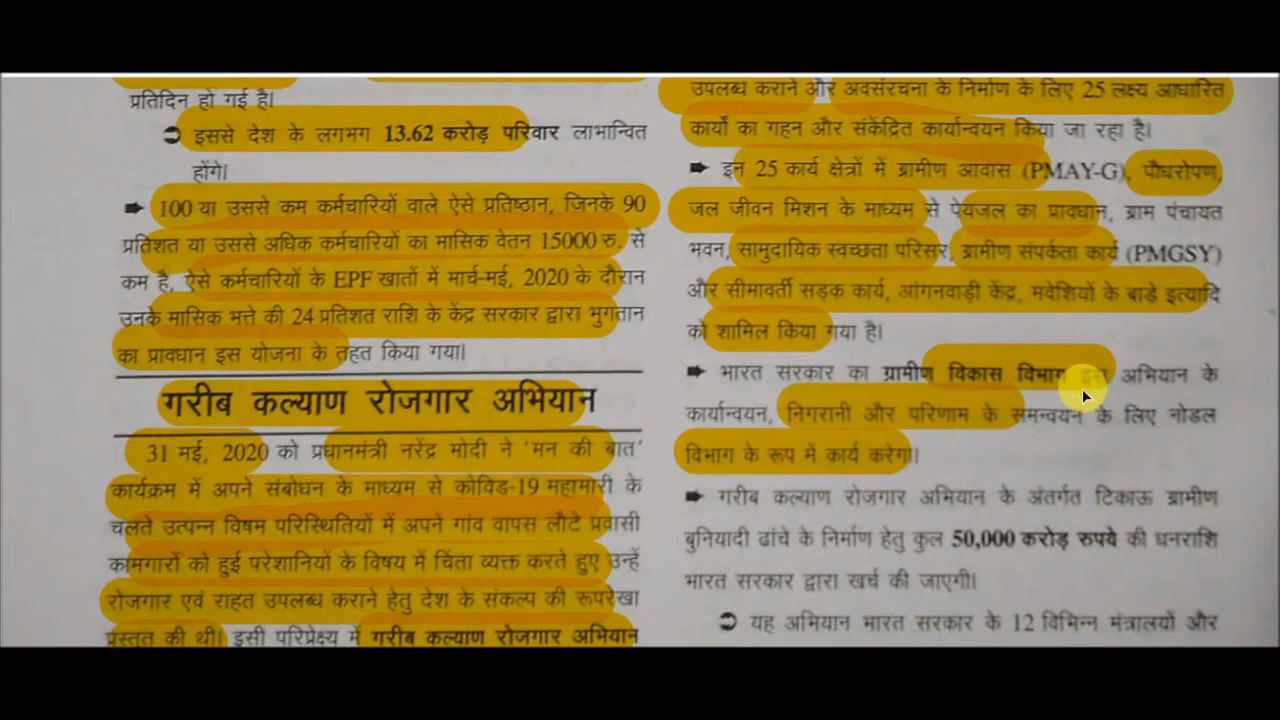 प्रतिदिन हो गई है।
➲ इससे देश के लगभग 13.62 करोड़ परिवार लाभान्वित
होंगे।
➡ 100 या उससे कम कर्मचारियों वाले ऐसे प्रतिष्ठान, जिनके 90
प्रतिशत या उससे अधिक कर्मचारियों का मासिक वेतन 15000 रु. से
कम है, ऐसे कर्मचारियों के EPF खातों में मार्च-मई, 2020 के दौरान
उनके मासिक भत्ते की 24 प्रतिशत राशि के केंद्र सरकार द्वारा भुगतान
का प्रावधान इस योजना के तहत किया गया।
गरीब कल्याण रोजगार अभियान
31 मई, 2020 को प्रधानमंत्री नरेंद्र मोदी ने 'मन की बात'
कार्यक्रम में अपने संबोधन के माध्यम से कोविड-19 महामारी के
चलते उत्पन्न विषम परिस्थितियों में अपने गांव वापस लौटे प्रवासी
कामगारों को हुई परेशानियों के विषय में चिंता व्यक्त करते हुए उन्हें
रोजगार एवं राहत उपलब्ध कराने हेतु देश के संकल्प की रूपरेखा
प्रस्तुत की थी। इसी परिप्रेक्ष्य में गरीब कल्याण रोजगार अभियान
उपलब्ध कराने और अवसंरचना के निर्माण के लिए 25 लक्ष्य आधारित
कार्यों का गहन और संकेंद्रित कार्यान्वयन किया जा रहा है।
➡ इन 25 कार्य क्षेत्रों में ग्रामीण आवास (PMAY-G), पौधरोपण,
जल जीवन मिशन के माध्यम से पेयजल का प्रावधान, ग्राम पंचायत
भवन, सामुदायिक स्वच्छता परिसर, ग्रामीण संपर्कता कार्य (PMGSY)
और सीमावर्ती सड़क कार्य, आंगनवाड़ी केंद्र, मवेशियों के बाड़े इत्यादि
को शामिल किया गया है।
➡ भारत सरकार का ग्रामीण विकास विभाग इस अभियान के
कार्यान्वयन, निगरानी और परिणाम के समन्वयन के लिए नोडल
विभाग के रूप में कार्य करेगा।
➡ गरीब कल्याण रोजगार अभियान के अंतर्गत टिकाऊ ग्रामीण
बुनियादी ढांचे के निर्माण हेतु कुल 50,000 करोड़ रुपये की धनराशि
भारत सरकार द्वारा खर्च की जाएगी।
➲ यह अभियान भारत सरकार के 12 विभिन्न मंत्रालयों और